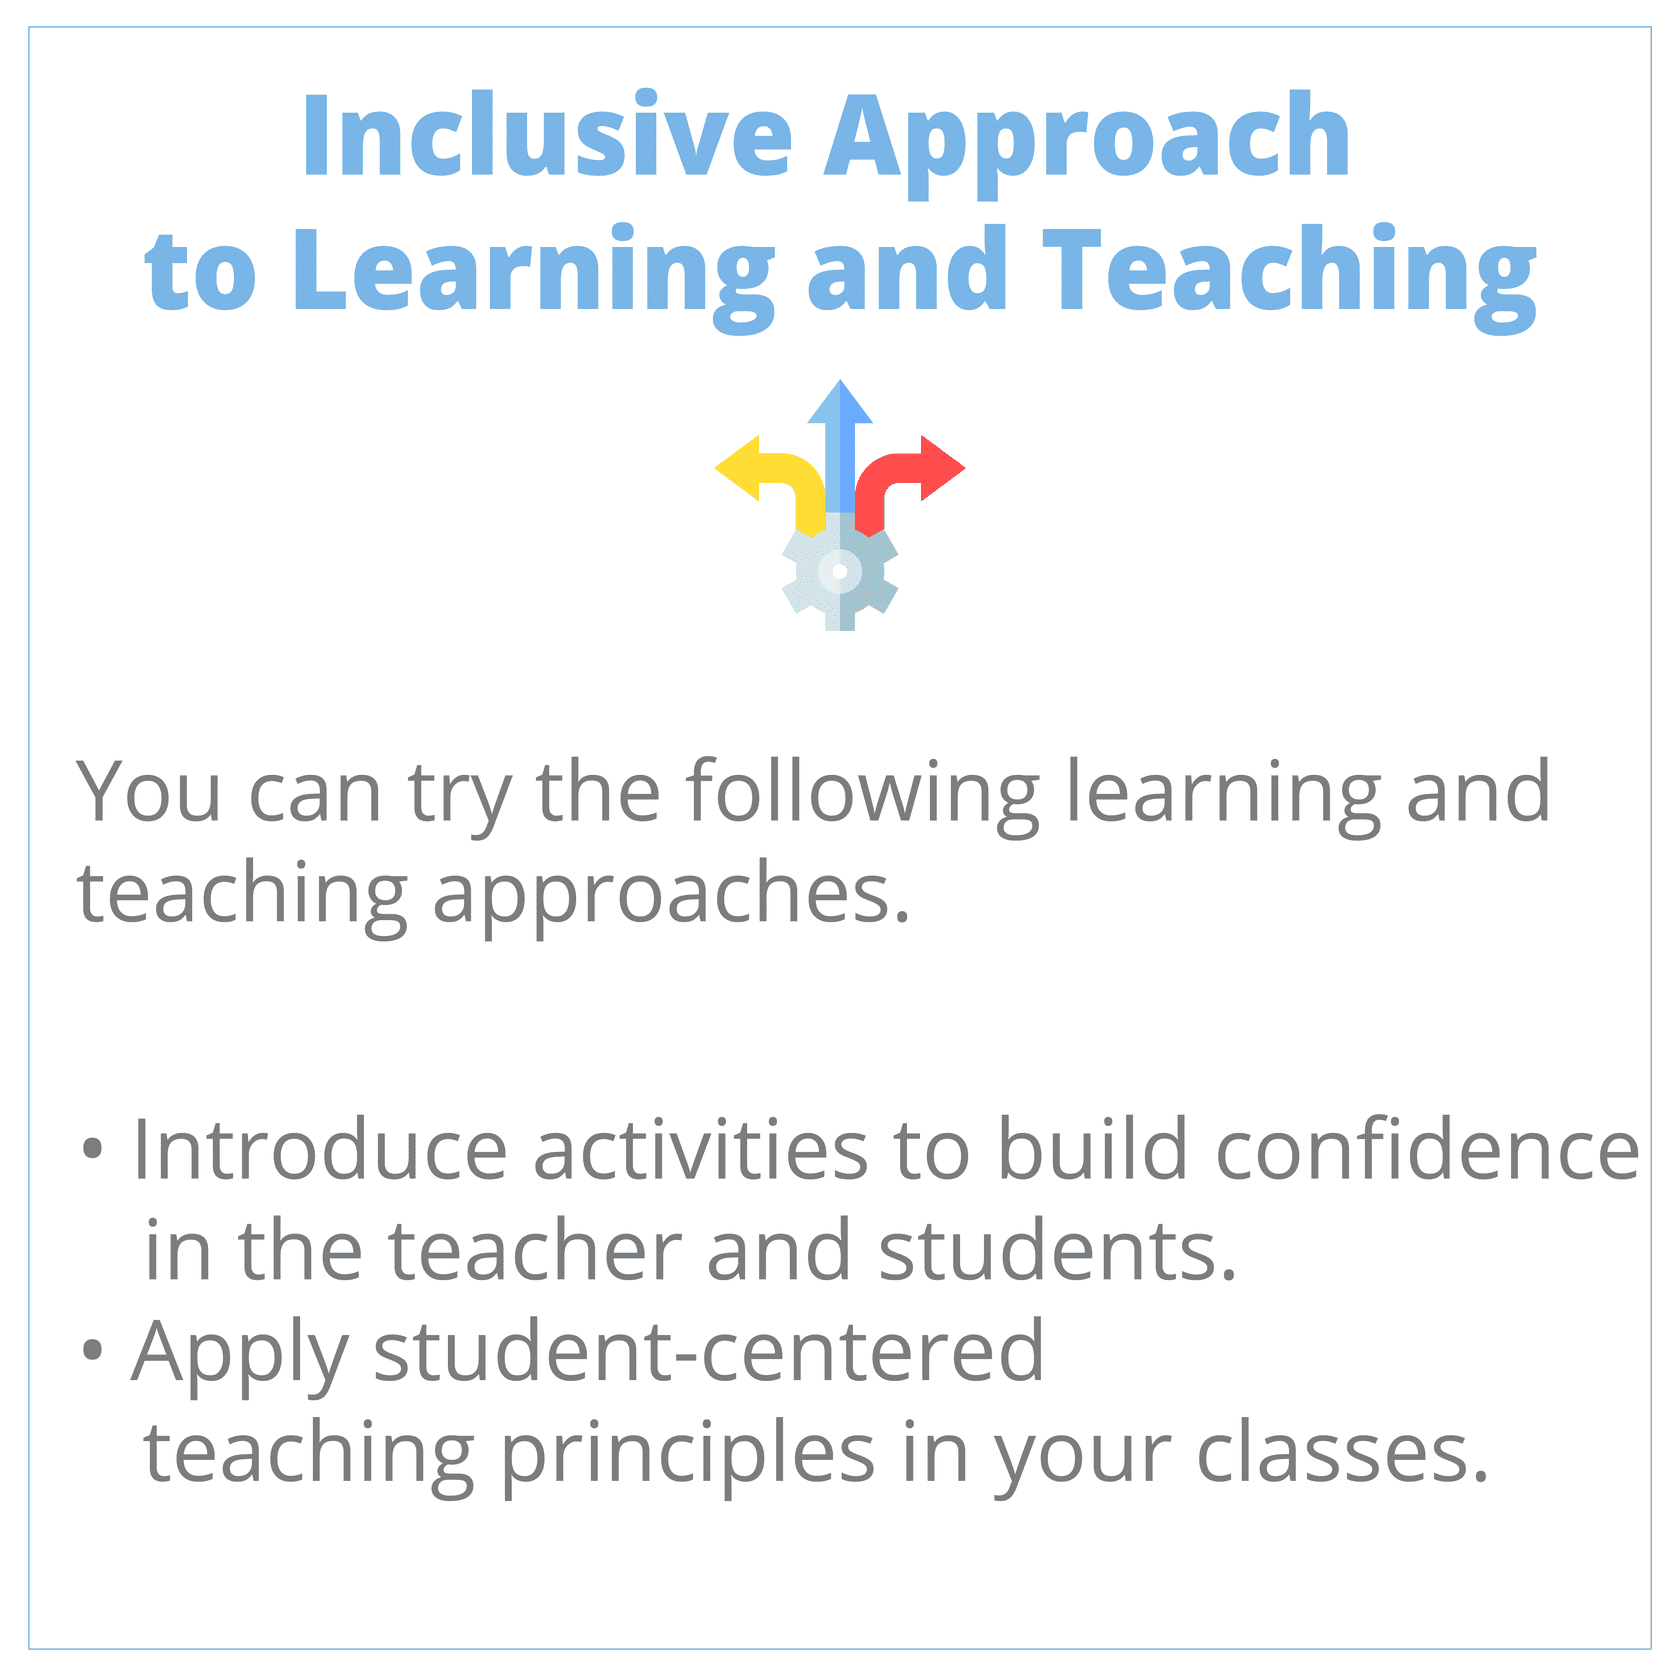 Inclusive Approach
to Learning and Teaching
You can try the following learning and
teaching approaches.
• Introduce activities to build confidence
in the teacher and students.
• Apply student-centered
teaching principles in your classes.